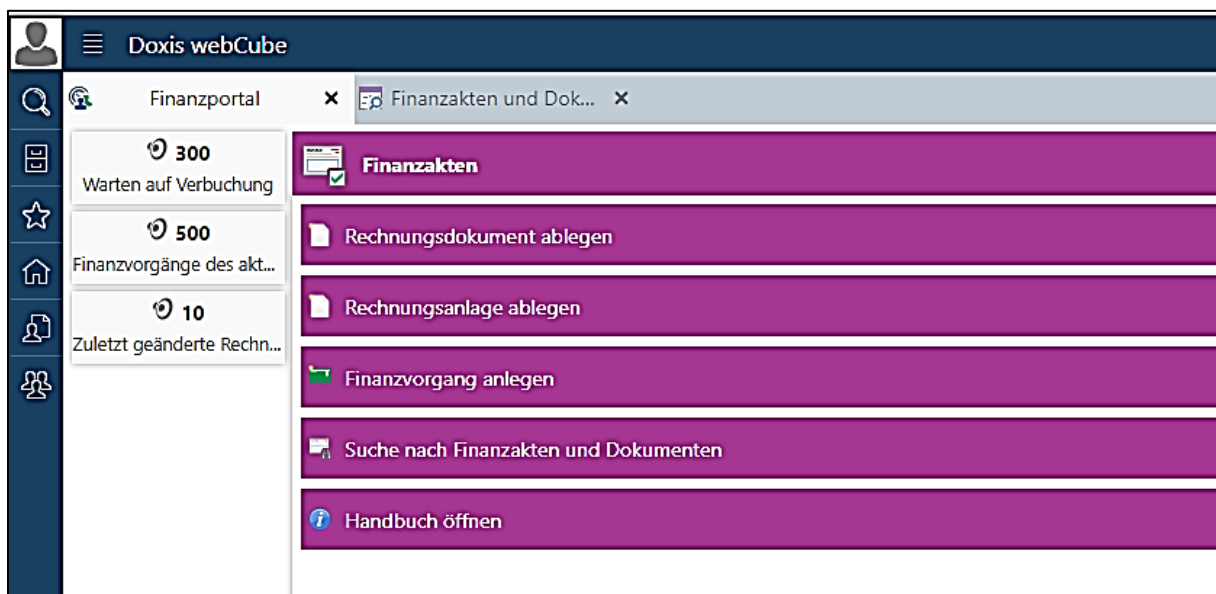 Doxis webCube
Finanzportal
Finanzakten und Dok...
300
Warten auf Verbuchung
500
Finanzvorgänge des akt...
10
Zuletzt geänderte Rechn...
Finanzakten
Rechnungsdokument ablegen
Rechnungsanlage ablegen
Finanzvorgang anlegen
Suche nach Finanzakten und Dokumenten
Handbuch öffnen